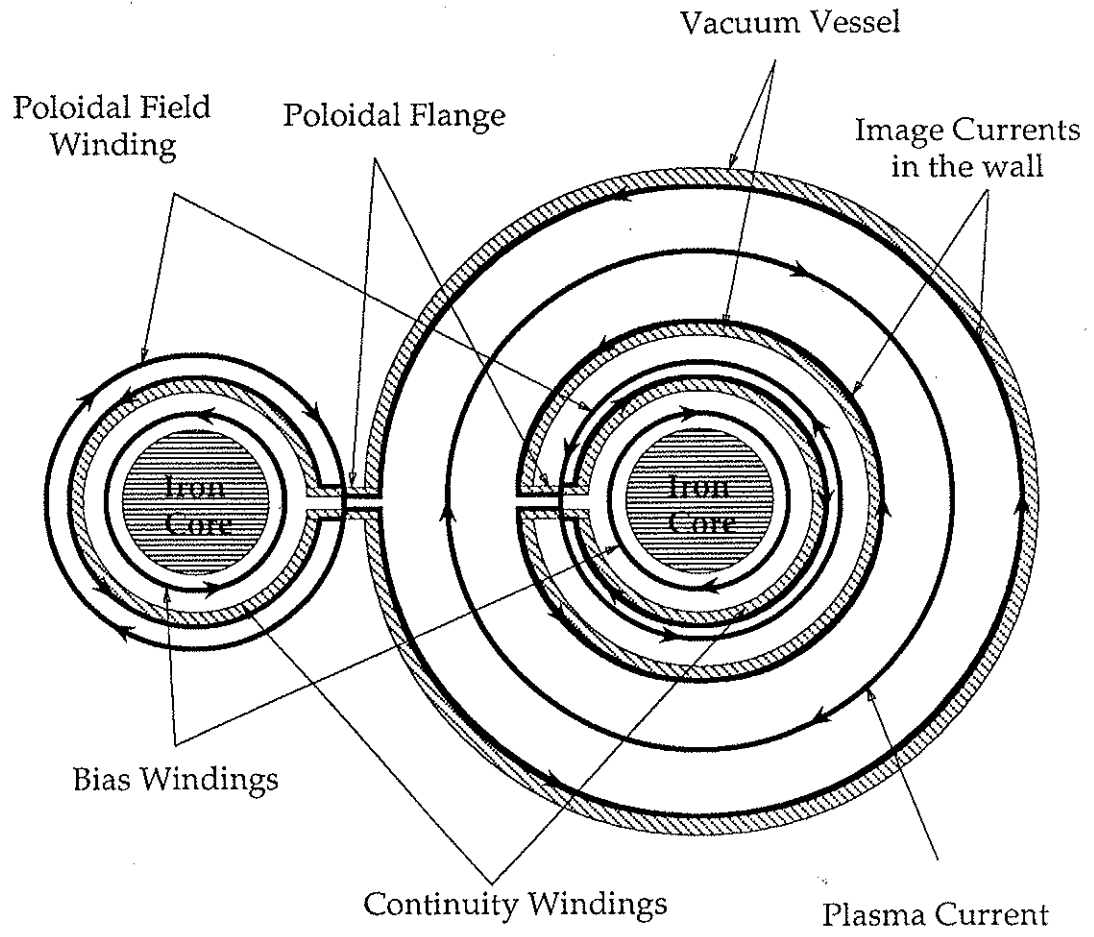 Vacuum Vessel
Poloidal Field
Winding
Poloidal Flange
Image Currents
in the wall
Iron
Core
Iron
Core
Bias Windings
Continuity Windings
Plasma Current